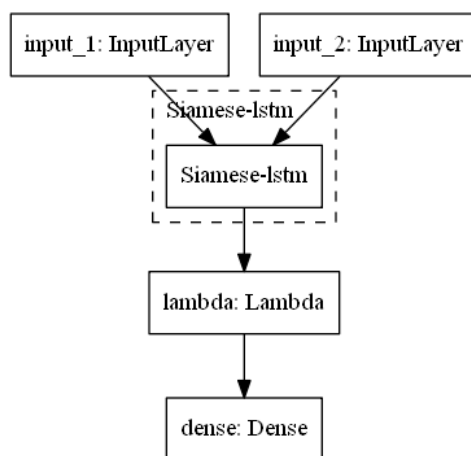 input_1: InputLayer
input_2: InputLayer
Siamese-lstm
Siamese-lstm
lambda: Lambda
dense: Dense